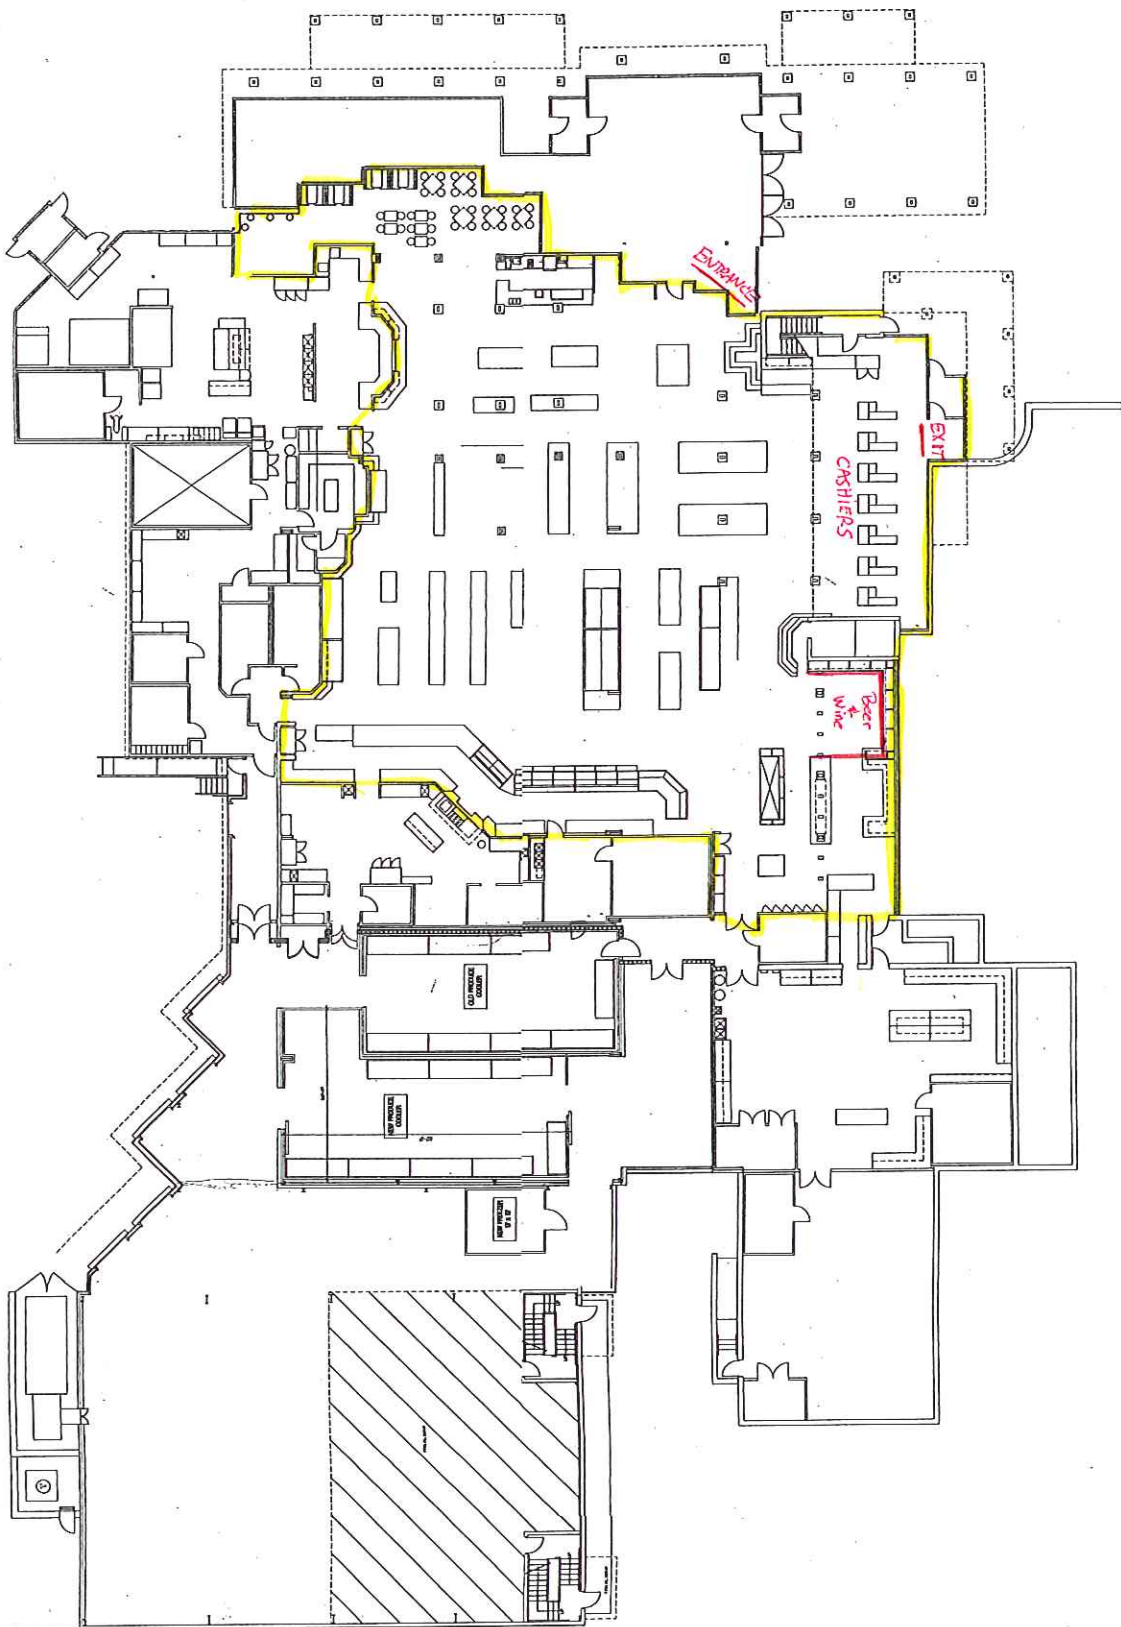 ENTRANCE
EXIT
CASHIERS
Beer
&
Wine
OLD PRODUCE
COOLER
NEW PRODUCE
COOLER
NEW FREEZER